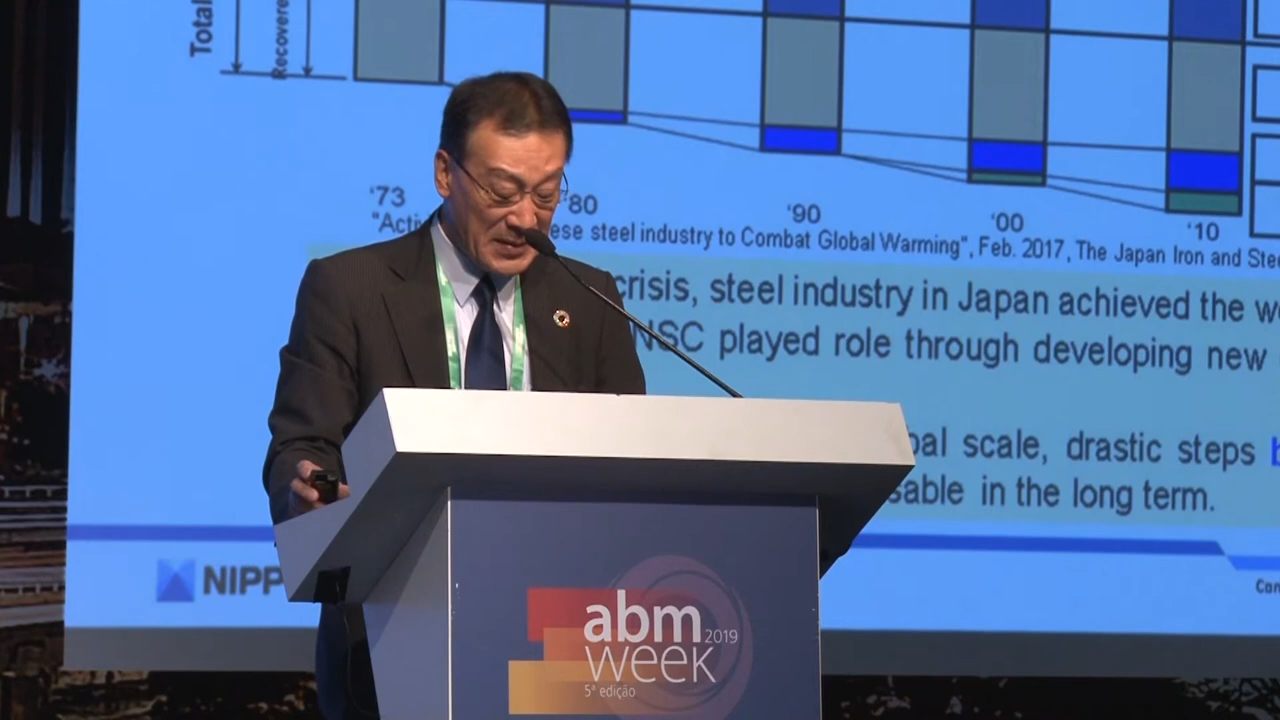 Total
Recovere
'73
'80
'90
'00
'10
"Acti
ese steel industry to Combat Global Warming", Feb. 2017, The Japan Iron and Stee
crisis, steel industry in Japan achieved the w
NSC played role through developing new
bal scale, drastic steps b
sable in the long term.
NIPP
Can
abm
2019
week
5ª edição